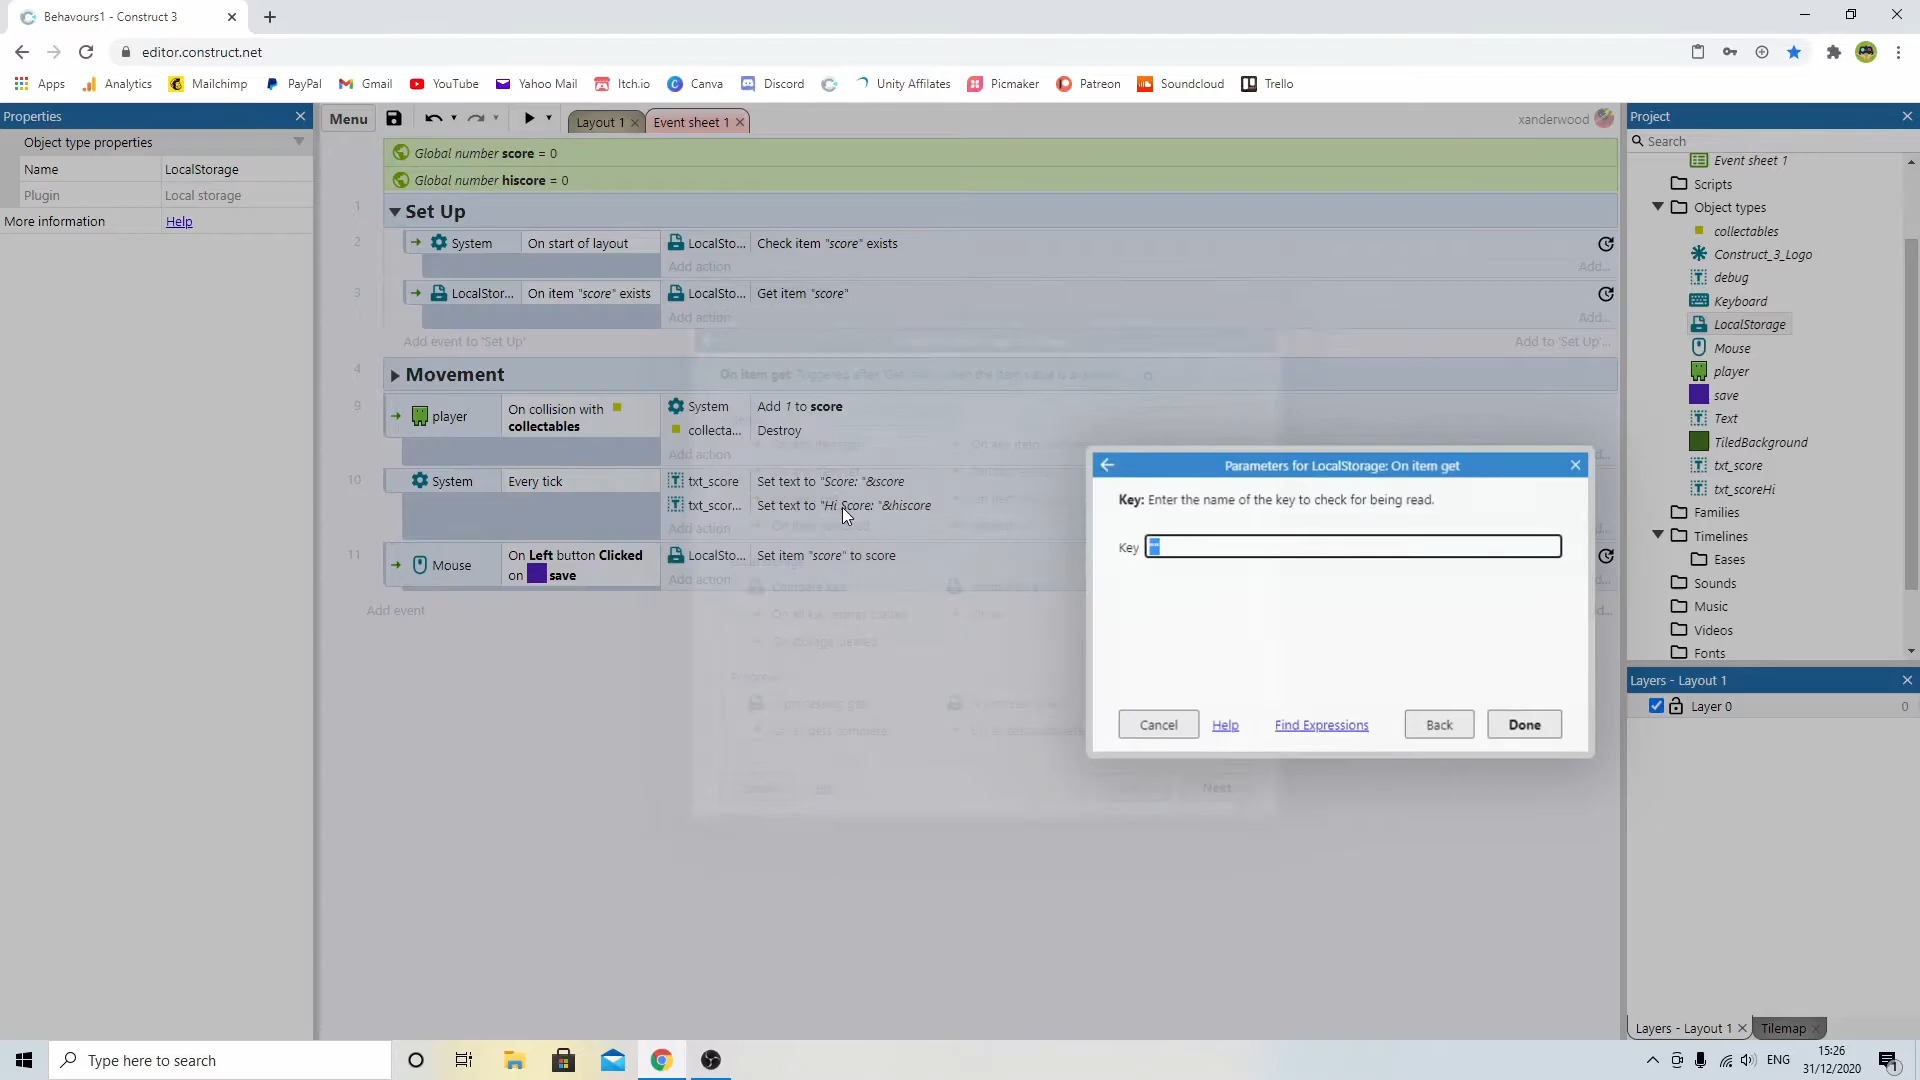 Behavours1 - Construct 3
editor.construct.net
Apps Analytics Mailchimp PayPal Gmail YouTube Yahoo Mail Itch.io Canva Discord Unity Affilates Picmaker Patreon Soundcloud Trello
Properties
Object type properties
Name LocalStorage
Plugin Local storage
More information Help
Menu Layout 1 Event sheet 1 xanderwood
Global number score = 0
Global number hiscore = 0
1 Set Up
2 System On start of layout LocalSto... Check item "score" exists
Add action Add...
3 LocalStor... On item "score" exists LocalSto... Get item "score"
Add action Add...
Add event to 'Set Up' Add to 'Set Up'...
4 Movement
9 player On collision with collectables System Add 1 to score
collecta... Destroy
Add action
10 System Every tick txt_score Set text to "Score: "&score
txt_scor... Set text to "Hi Score: "&hiscore
Add action
11 Mouse On Left button Clicked on save LocalSto... Set item "score" to score
Add action
Add event
Parameters for LocalStorage: On item get
Key: Enter the name of the key to check for being read.
Key ""
Cancel Help Find Expressions Back Done
Next
Project
Search
Event sheet 1
Scripts
Object types
collectables
Construct_3_Logo
debug
Keyboard
LocalStorage
Mouse
player
save
Text
TiledBackground
txt_score
txt_scoreHi
Families
Timelines
Eases
Sounds
Music
Videos
Fonts
Layers - Layout 1
Layer 0 0
Layers - Layout 1 Tilemap
Type here to search
ENG
15:26
31/12/2020
1